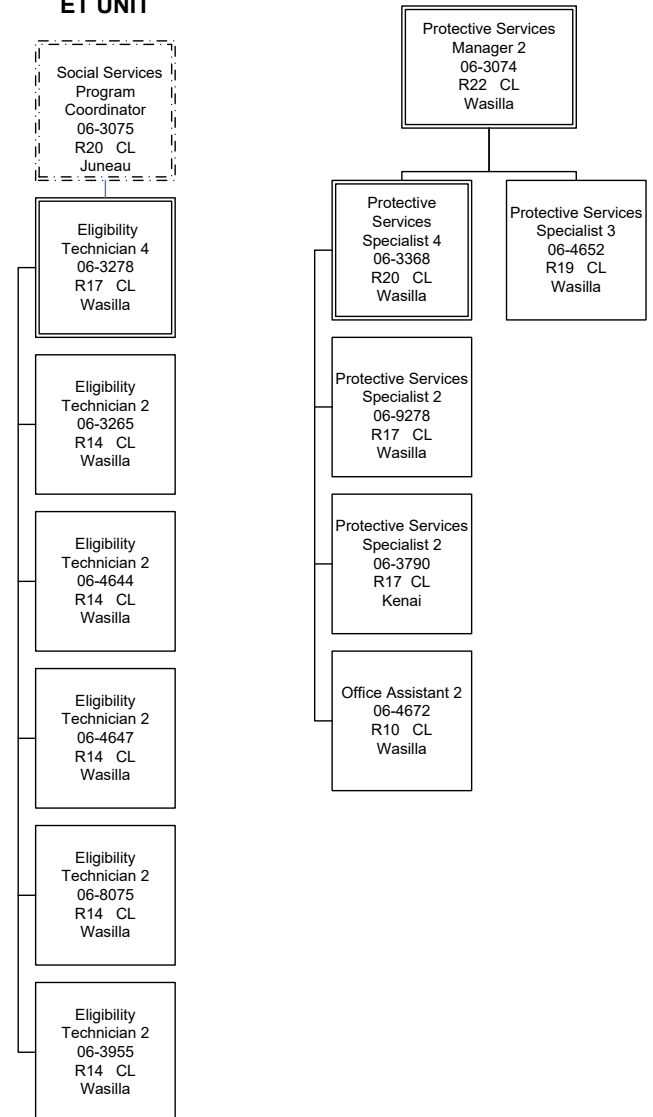 ET UNIT
Social Services
Program
Coordinator
06-3075
R20 CL
Juneau
Eligibility
Technician 4
06-3278
R17 CL
Wasilla
Eligibility
Technician 2
06-3265
R14 CL
Wasilla
Eligibility
Technician 2
06-4644
R14 CL
Wasilla
Eligibility
Technician 2
06-4647
R14 CL
Wasilla
Eligibility
Technician 2
06-8075
R14 CL
Wasilla
Eligibility
Technician 2
06-3955
R14 CL
Wasilla
Protective Services
Manager 2
06-3074
R22 CL
Wasilla
Protective
Services
Specialist 4
06-3368
R20 CL
Wasilla
Protective Services
Specialist 3
06-4652
R19 CL
Wasilla
Protective Services
Specialist 2
06-9278
R17 CL
Wasilla
Protective Services
Specialist 2
06-3790
R17 CL
Kenai
Office Assistant 2
06-4672
R10 CL
Wasilla